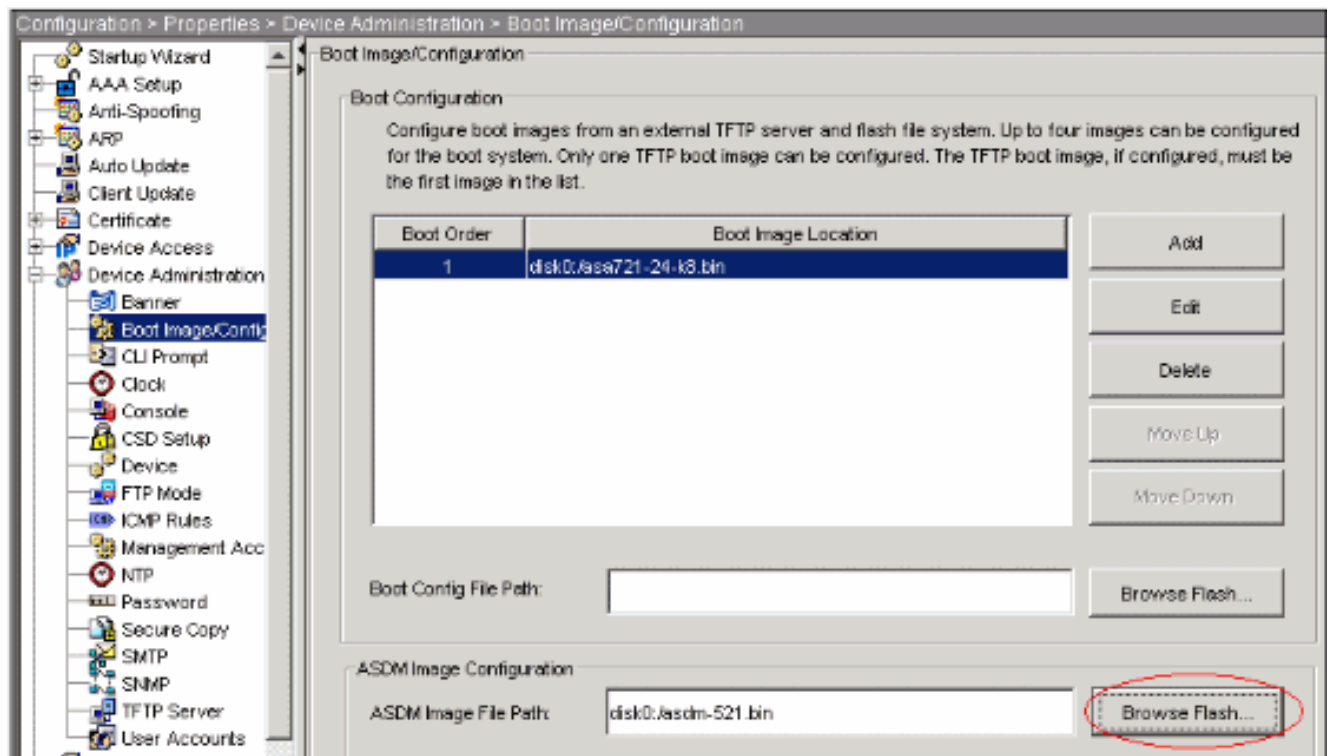 Configuration > Properties > Device Administration > Boot Image/Configuration
Startup Wizard
AAA Setup
Anti-Spoofing
ARP
Auto Update
Client Update
Certificate
Device Access
Device Administration
Banner
Boot Image/Config
CLI Prompt
Clock
Console
CSD Setup
Device
FTP Mode
ICMP Rules
Management Acc
NTP
Password
Secure Copy
SMTP
SNMP
TFTP Server
User Accounts
Boot Image/Configuration
Boot Configuration
Configure boot images from an external TFTP server and flash file system. Up to four images can be configured
for the boot system. Only one TFTP boot image can be configured. The TFTP boot image, if configured, must be
the first image in the list.
Boot Order
Boot Image Location
1
disk0:/asa721-24-k8.bin
Add
Edit
Delete
Move Up
Move Down
Boot Config File Path:
Browse Flash...
ASDM Image Configuration
ASDM Image File Path:
disk0:/asdm-521.bin
Browse Flash...